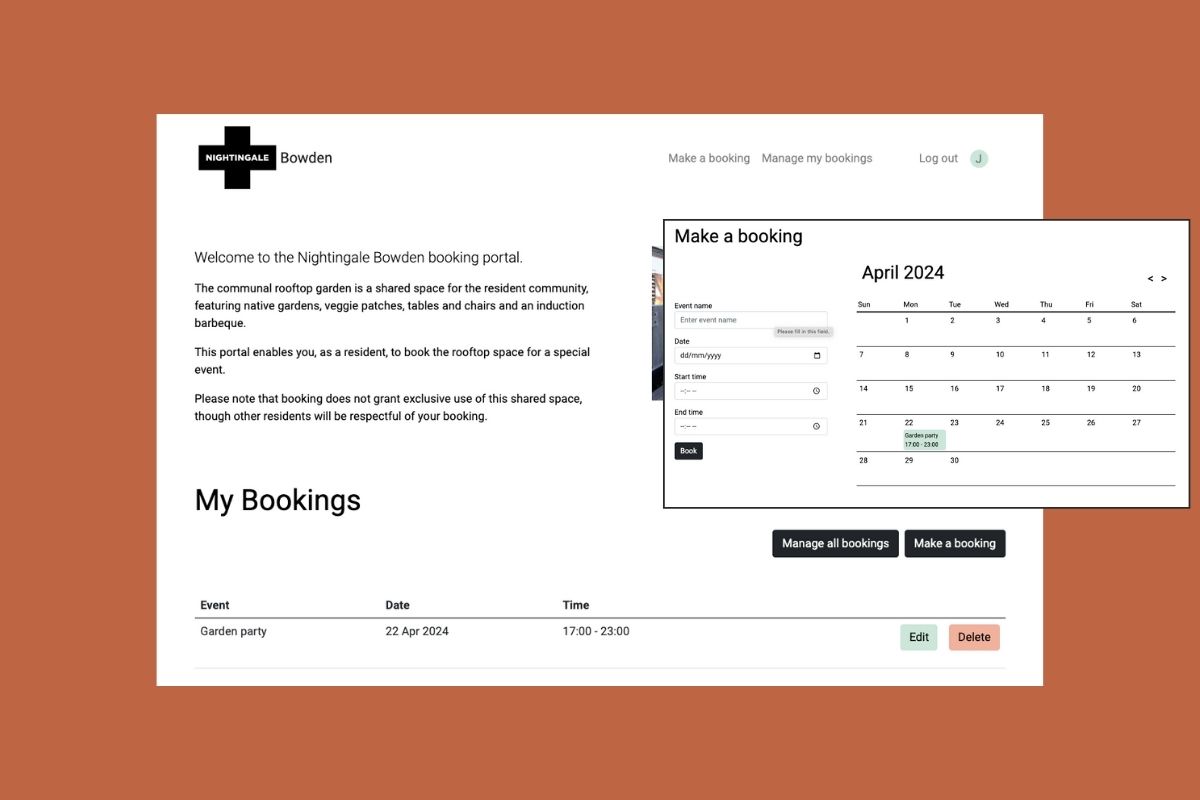 NIGHTINGALE Bowden
Make a booking Manage my bookings Log out J
Welcome to the Nightingale Bowden booking portal.
The communal rooftop garden is a shared space for the resident community,
featuring native gardens, veggie patches, tables and chairs and an induction
barbeque.
This portal enables you, as a resident, to book the rooftop space for a special
event.
Please note that booking does not grant exclusive use of this shared space,
though other residents will be respectful of your booking.
Make a booking
Event name
Enter event name
Please fill in this field.
Date
dd/mm/yyyy
Start time
--:-- --
End time
--:-- --
Book
April 2024
< >
Sun Mon Tue Wed Thu Fri Sat
1 2 3 4 5 6
7 8 9 10 11 12 13
14 15 16 17 18 19 20
21 22 23 24 25 26 27
Garden party
17:00 - 23:00
28 29 30
My Bookings
Manage all bookings Make a booking
Event Date Time
Garden party 22 Apr 2024 17:00 - 23:00 Edit Delete